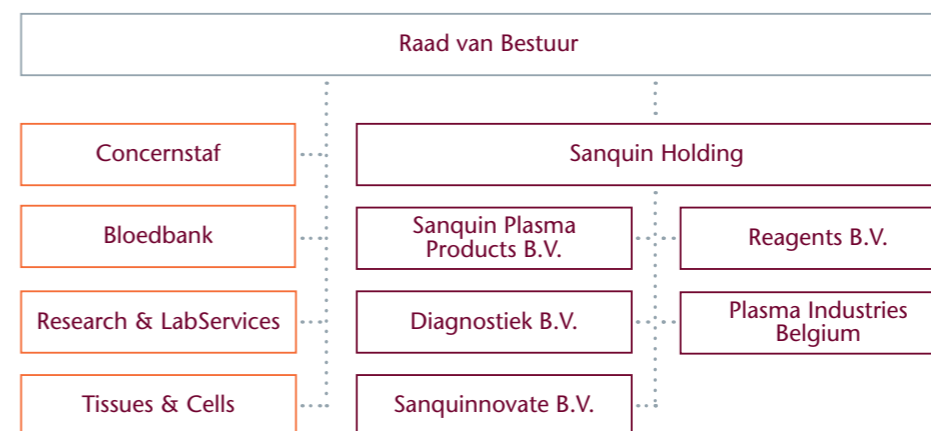 Raad van Bestuur
Concernstaf
Sanquin Holding
Bloedbank
Sanquin Plasma
Products B.V.
Reagents B.V.
Research & LabServices
Diagnostiek B.V.
Plasma Industries
Belgium
Tissues & Cells
Sanquinnovate B.V.